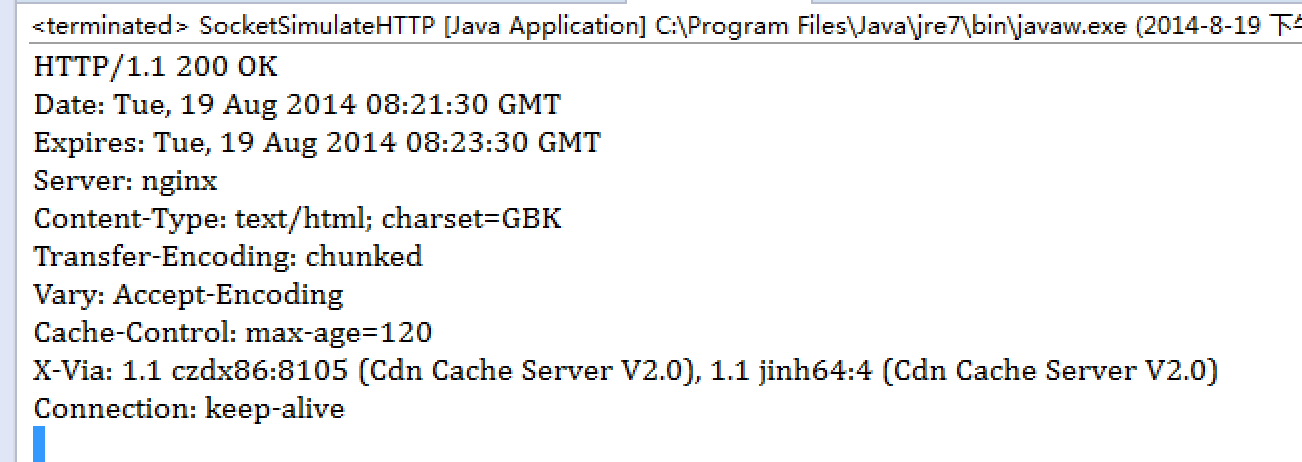 <terminated> SocketSimulateHTTP [Java Application] C:\Program Files\Java\jre7\bin\javaw.exe (2014-8-19 下
HTTP/1.1 200 OK
Date: Tue, 19 Aug 2014 08:21:30 GMT
Expires: Tue, 19 Aug 2014 08:23:30 GMT
Server: nginx
Content-Type: text/html; charset=GBK
Transfer-Encoding: chunked
Vary: Accept-Encoding
Cache-Control: max-age=120
X-Via: 1.1 czdx86:8105 (Cdn Cache Server V2.0), 1.1 jinh64:4 (Cdn Cache Server V2.0)
Connection: keep-alive